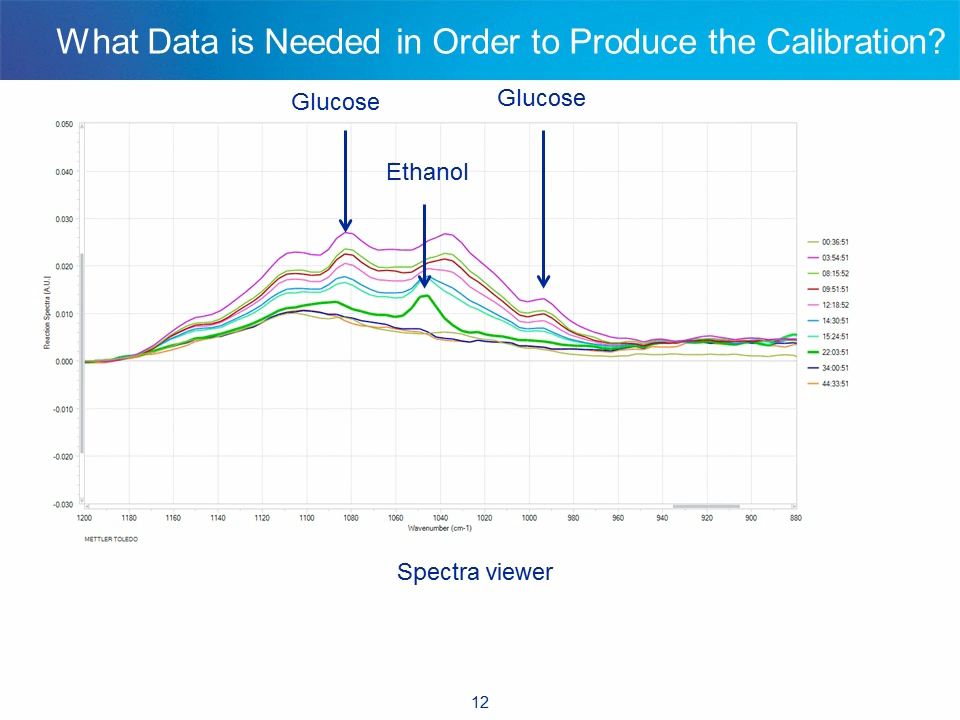 What Data is Needed in Order to Produce the Calibration?
Glucose
Glucose
Ethanol
0.050
0.040
0.030
0.020
0.010
0.000
-0.010
-0.020
-0.030
Reaction Spectra [A.U.]
1200 1180 1160 1140 1120 1100 1080 1060 1040 1020 1000 980 960 940 920 900 880
Wavenumber (cm-1)
METTLER TOLEDO
00:36:51
03:54:51
08:15:52
09:51:51
12:18:52
14:30:51
15:24:51
22:03:51
34:00:51
44:33:51
Spectra viewer
12